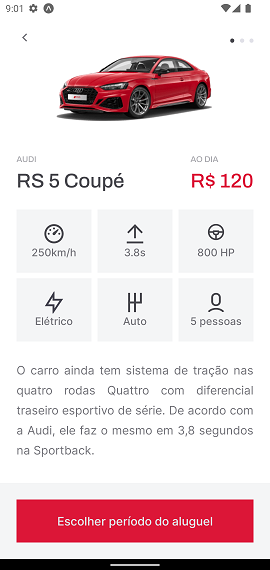 9:01
AUDI
AO DIA
RS 5 Coupé
R$ 120
250km/h
3.8s
800 HP
Elétrico
Auto
5 pessoas
O carro ainda tem sistema de tração nas
quatro rodas Quattro com diferencial
traseiro esportivo de série. De acordo com
a Audi, ele faz o mesmo em 3,8 segundos
na Sportback.
Escolher período do aluguel